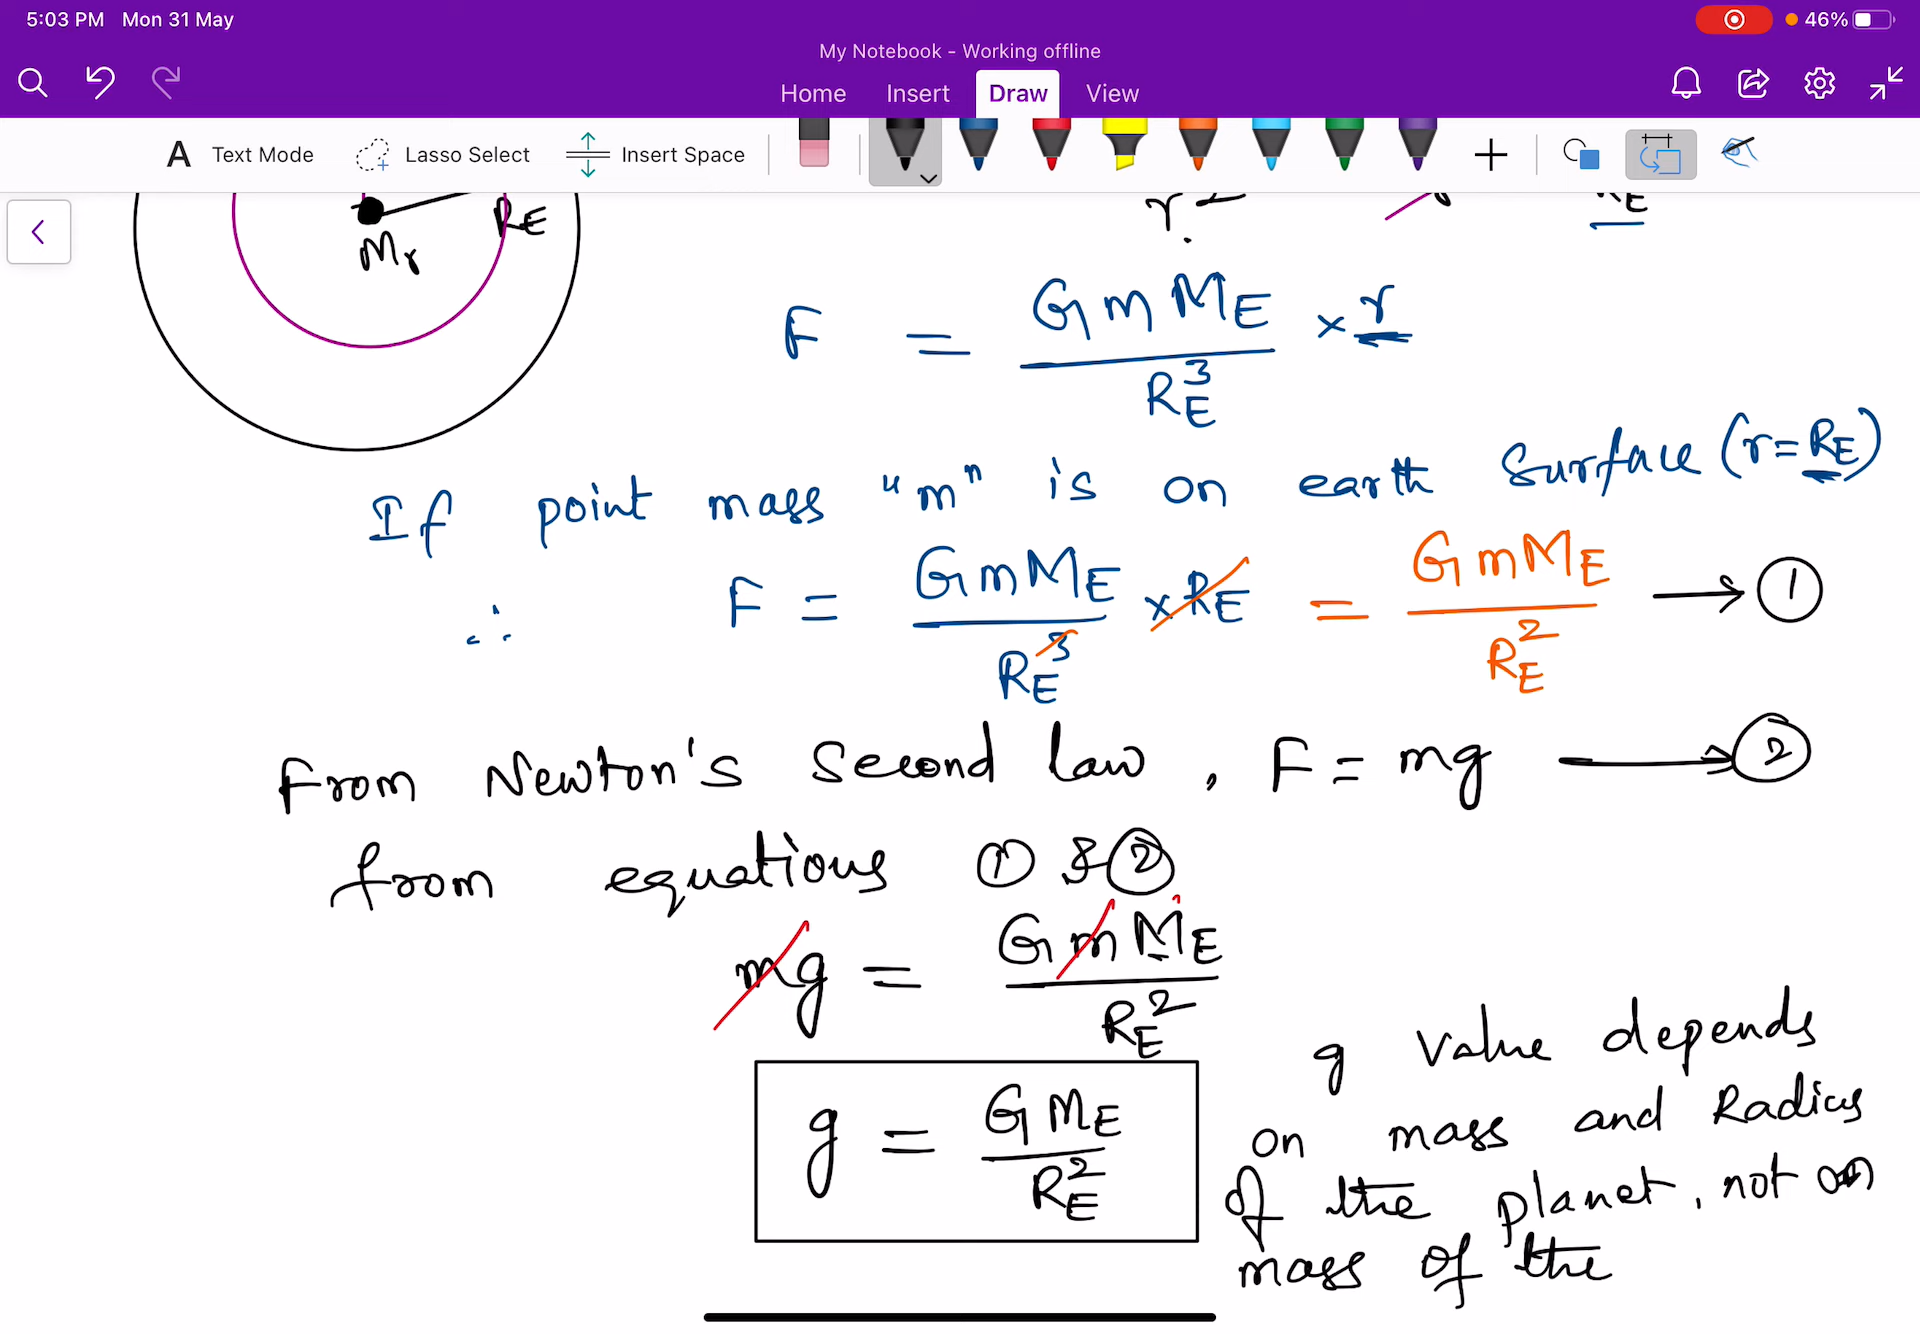 5:03 PM Mon 31 May
46%
My Notebook - Working offline
Home Insert Draw View
A Text Mode Lasso Select Insert Space
RE
Mr
r²
RE
F = GmME/RE³ × r
If point mass "m" is on earth surface (r=RE)
∴ F = GmME/RE³ × RE = GmME/RE² → ①
From Newton's Second law, F = mg → ②
from equations ① & ②
mg = GmME/RE²
g = GME/RE²
g value depends
on mass and Radius
of the planet, not on
mass of the